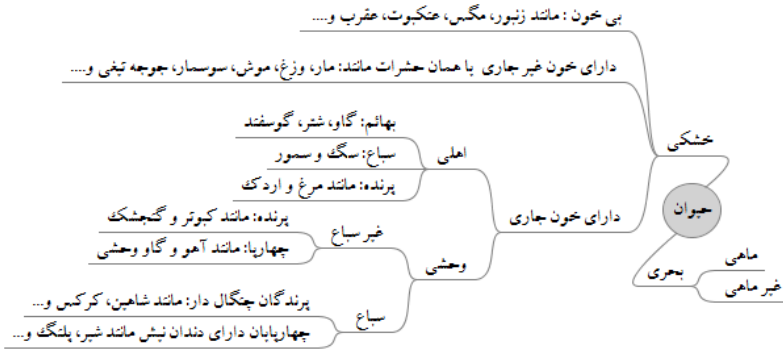 بی خون : مانند زنبور، مگس، عنکبوت، عقرب و....
دارای خون غیر جاری یا همان حشرات مانند: مار، وزغ، موش، سوسمار، جوجه تیغی و....
خشکی
بهائم: گاو، شتر، گوسفند
اهلی
سباع: سگ و سمور
پرنده: مانند مرغ و اردک
دارای خون جاری
حیوان
پرنده: مانند کبوتر و گنجشک
غیر سباع
چهارپا: مانند آهو و گاو وحشی
وحشی
پرندگان چنگال دار: مانند شاهین، کرکس و...
سباع
چهارپایان دارای دندان نیش مانند شیر، پلنگ و...
بحری
ماهی
غیر ماهی